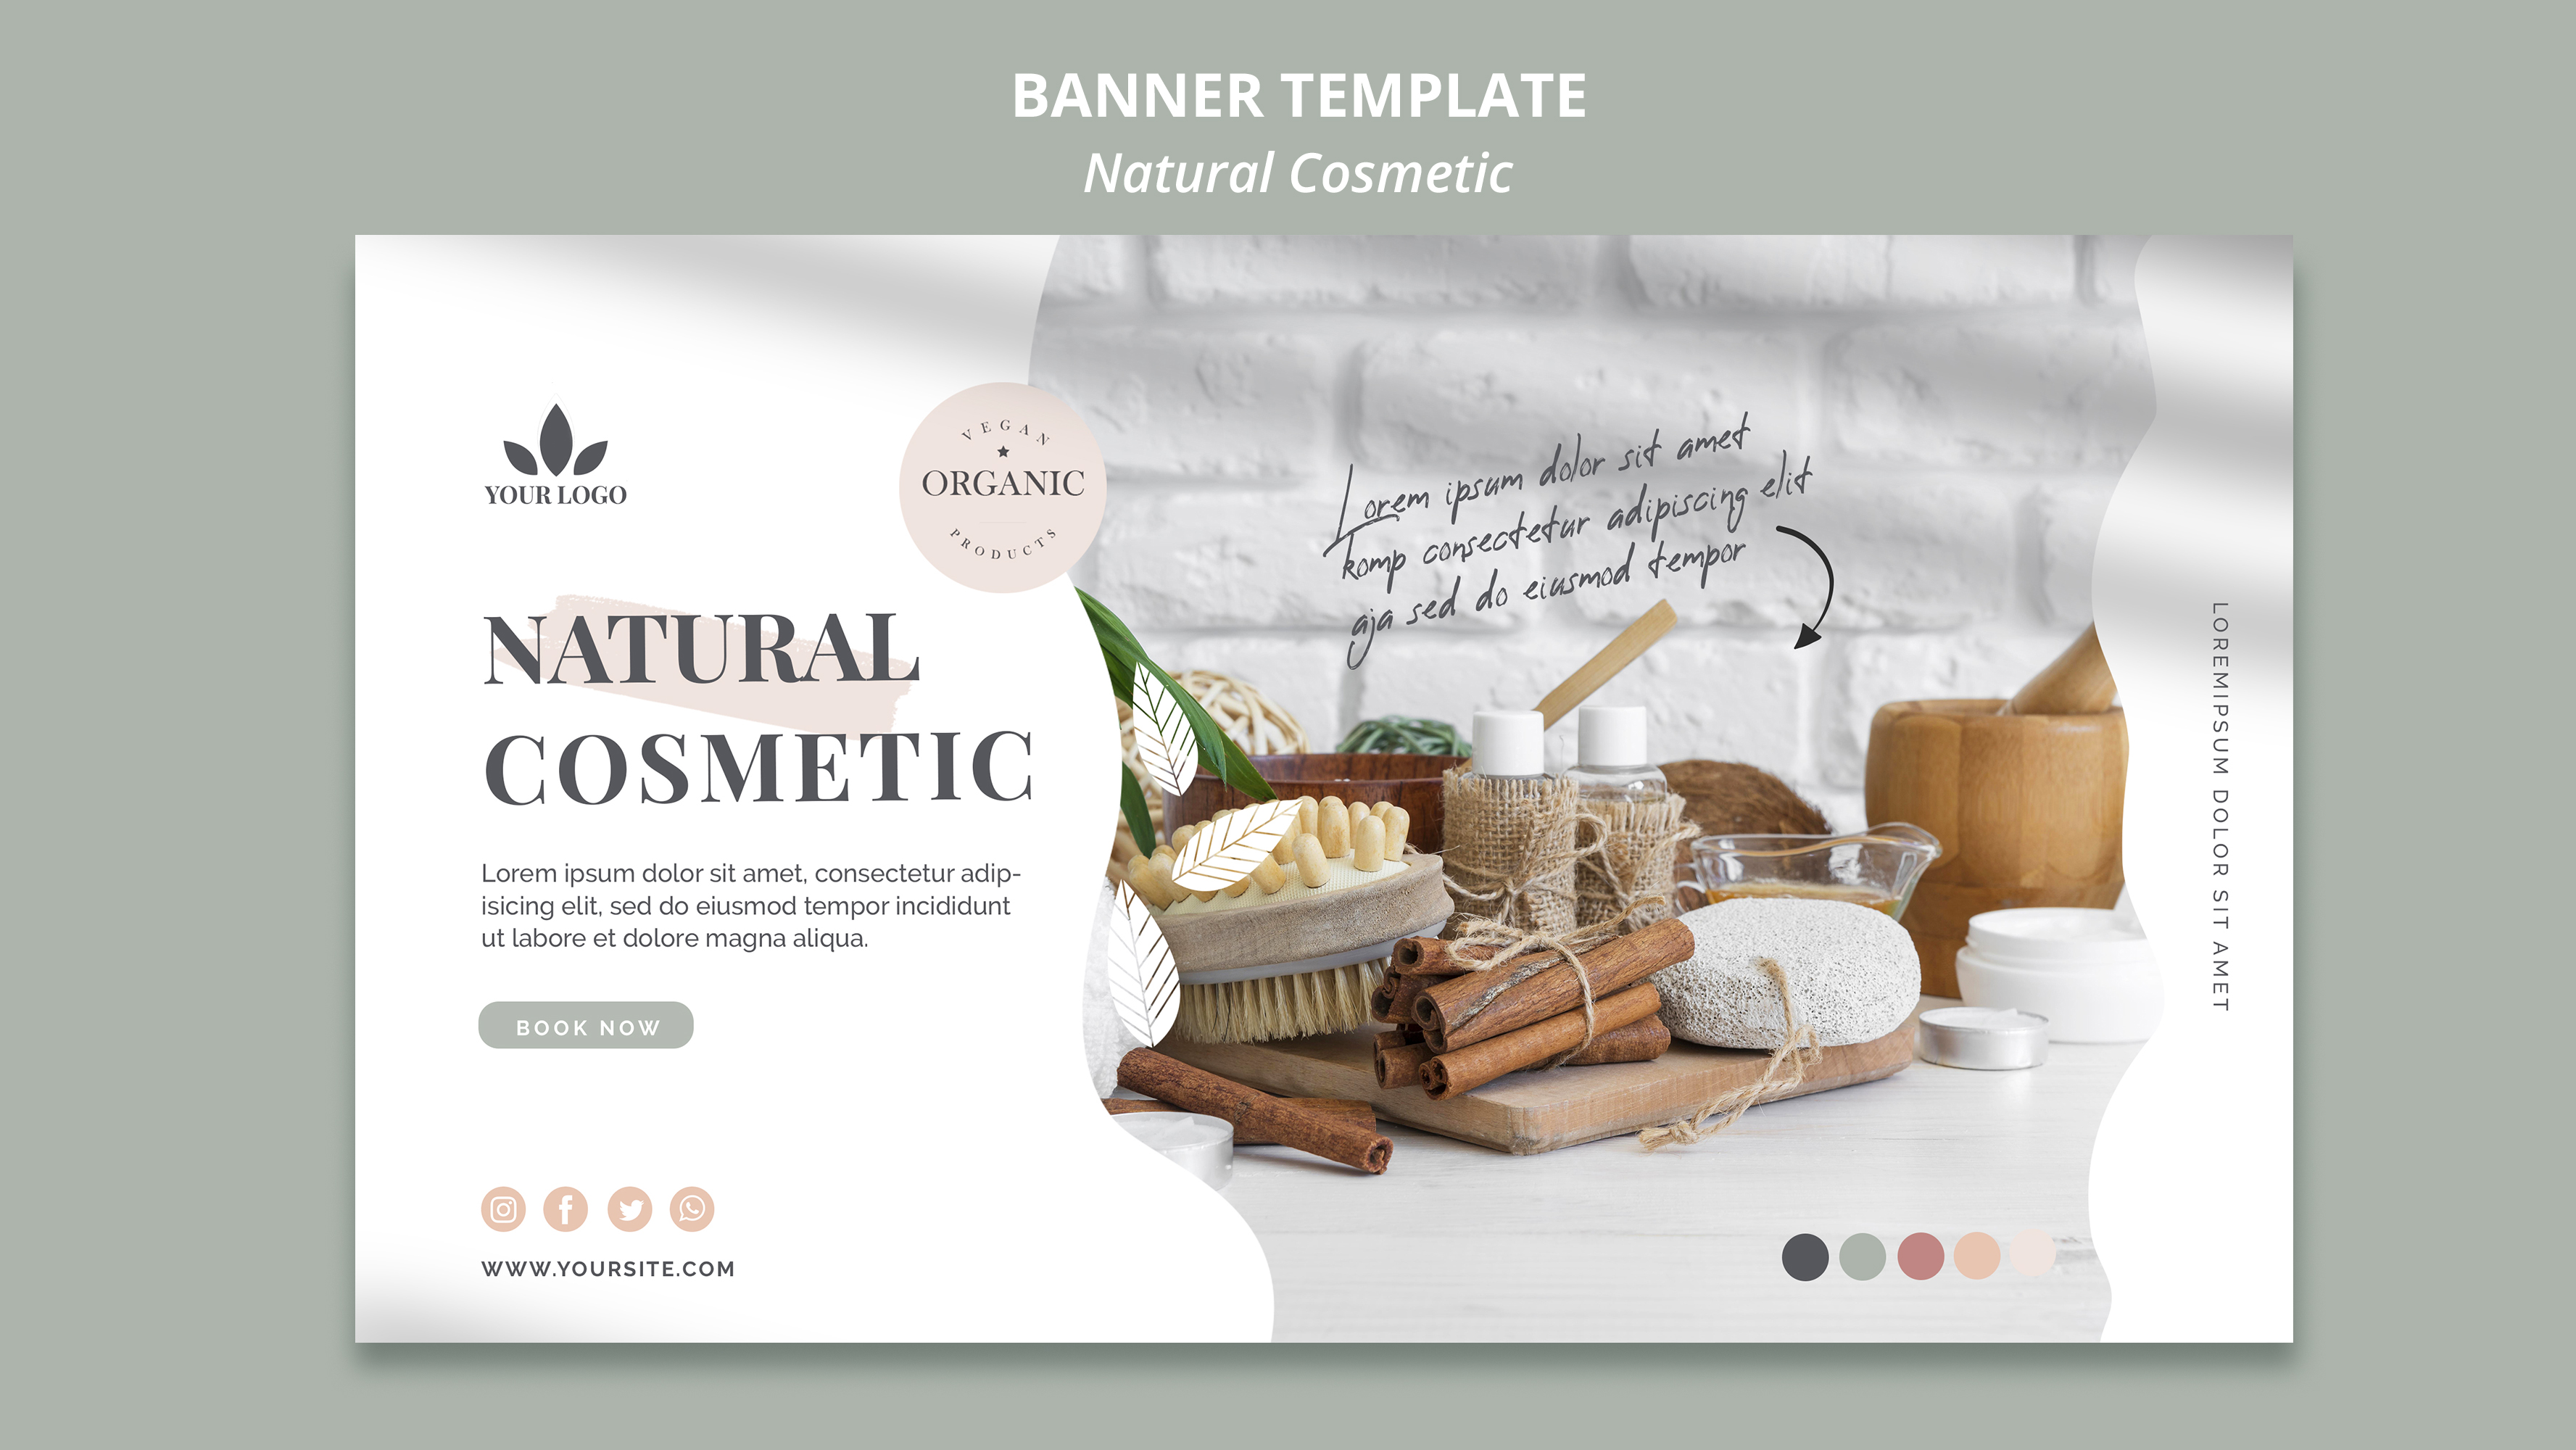 BANNER TEMPLATE
Natural Cosmetic
YOUR LOGO
VEGAN
ORGANIC
PRODUCTS
NATURAL
COSMETIC
Lorem ipsum dolor sit amet, consectetur adip-
isicing elit, sed do eiusmod tempor incididunt
ut labore et dolore magna aliqua.
BOOK NOW
WWW.YOURSITE.COM
Lorem ipsum dolor sit amet
komp consectetur adipiscing elit
aja sed do eiusmod tempor
LOREMIPSUM DOLOR SIT AMET